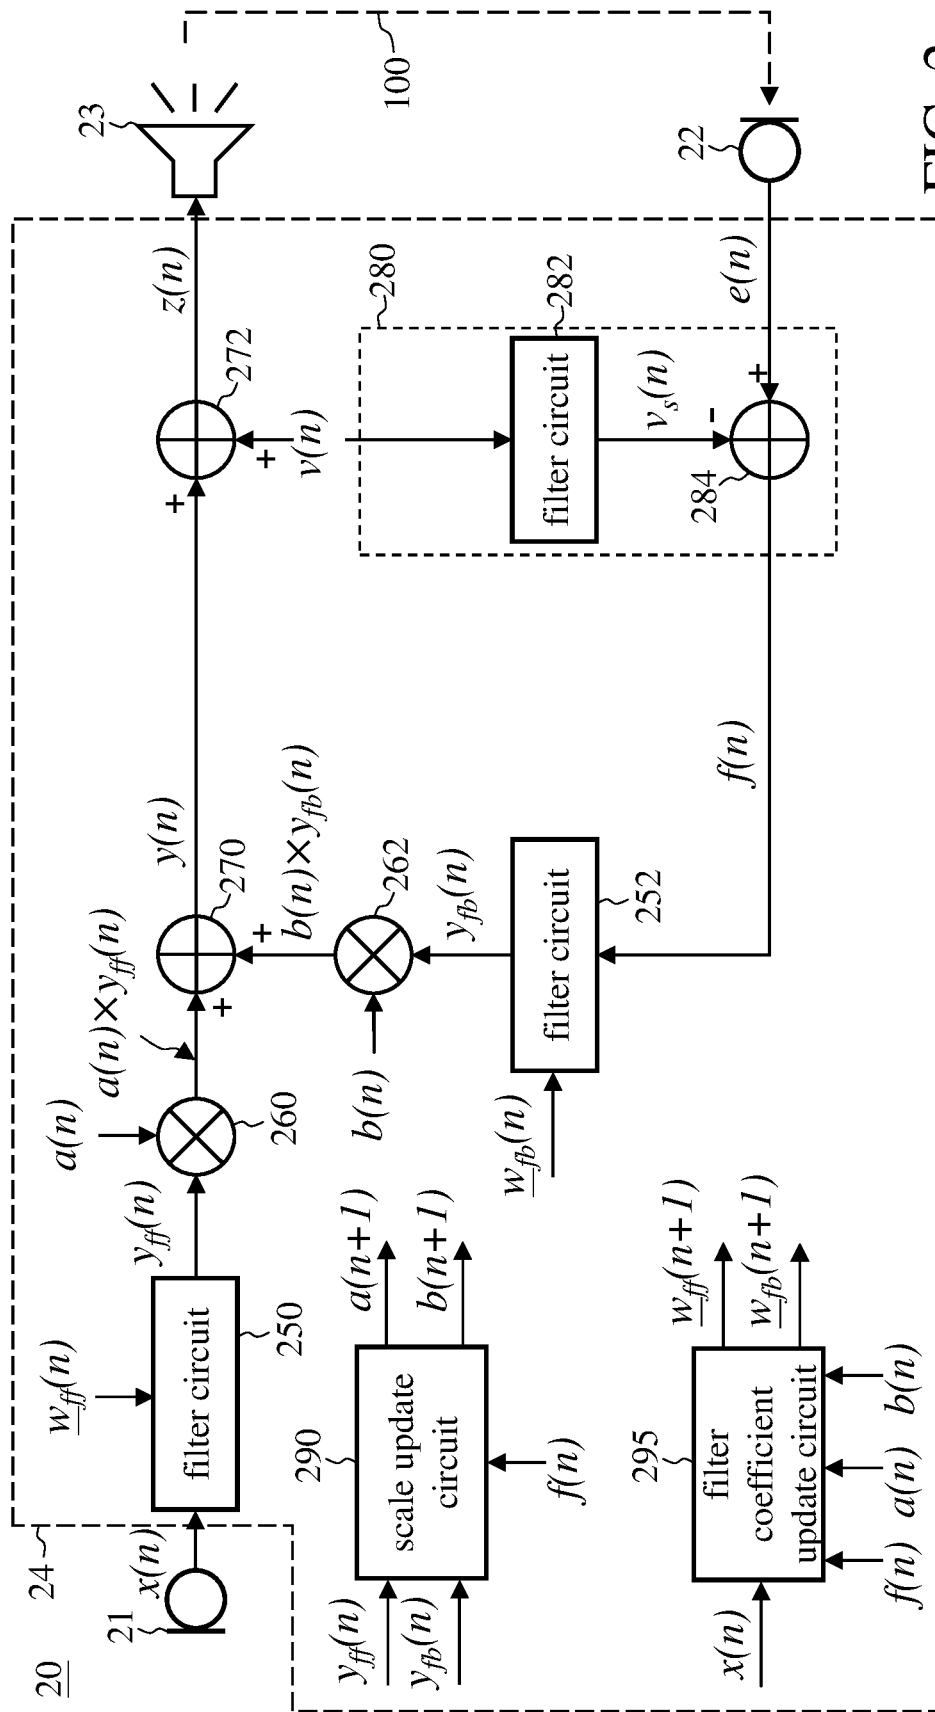 20
24
21
x(n)
w_ff(n)
filter circuit
250
y_ff(n)
a(n)
260
a(n)×y_ff(n)
+
+
270
y(n)
+
+
272
z(n)
23
100
b(n)×y_fb(n)
262
b(n)
y_fb(n)
filter circuit
252
w_fb(n)
v(n)
280
filter circuit
282
v_s(n)
-
+
284
e(n)
22
f(n)
290
scale update
circuit
y_ff(n)
y_fb(n)
f(n)
a(n+1)
b(n+1)
295
filter
coefficient
update circuit
x(n)
f(n)
a(n)
b(n)
w_ff(n+1)
w_fb(n+1)